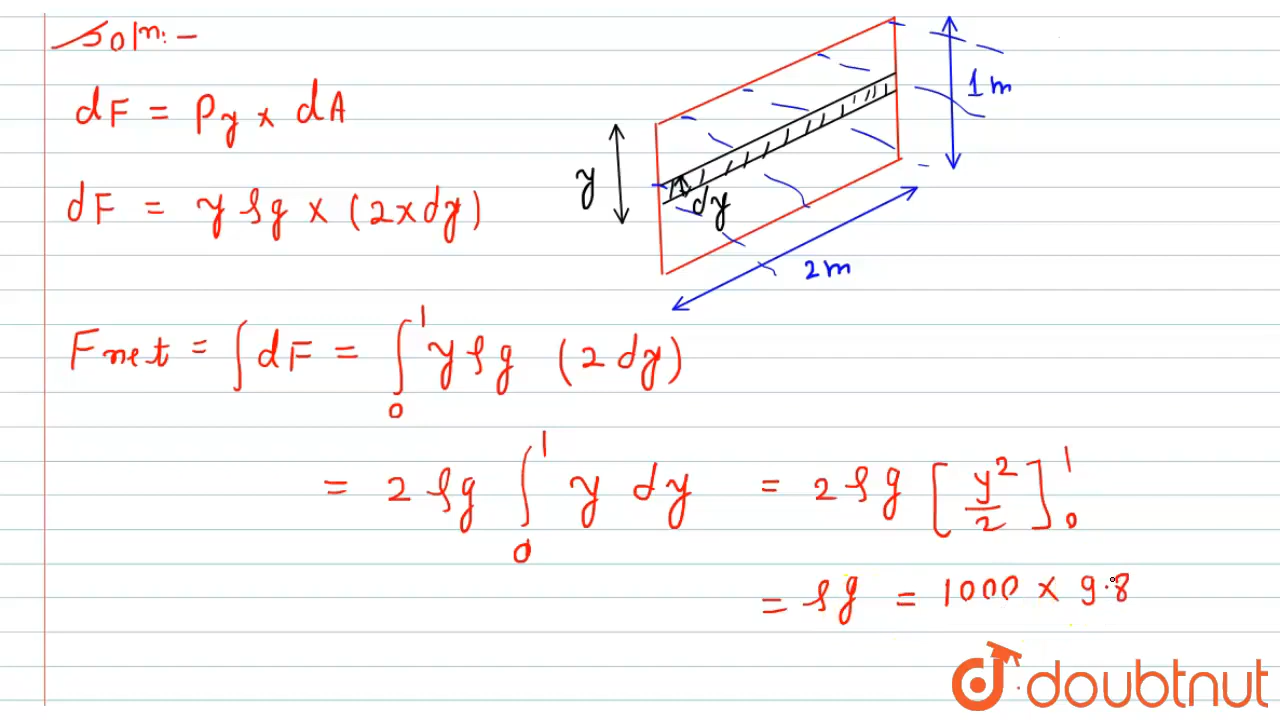 Soln:-
dF = Py × dA
dF = yρg × (2×dy)
1m
y
dy
2m
Fnet = ∫dF = ∫₀¹ yρg (2dy)
= 2ρg ∫₀¹ y dy = 2ρg [y²/2]₀¹
= ρg = 1000 × 9.8
doubtnut